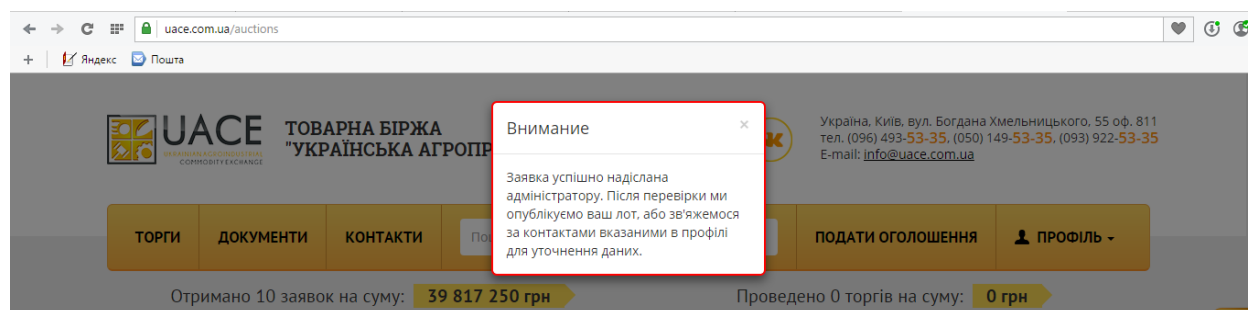 uace.com.ua/auctions
Яндекс Пошта
UACE
UKRAINIAN AGROINDUSTRIAL
COMMODITY EXCHANGE
ТОВАРНА БІРЖА
"УКРАЇНСЬКА АГРОПР
Внимание ×
Заявка успішно надіслана
адміністратору. Після перевірки ми
опублікуємо ваш лот, або зв'яжемося
за контактами вказаними в профілі
для уточнення даних.
Україна, Київ, вул. Богдана Хмельницького, 55 оф. 811
тел. (096) 493-53-35, (050) 149-53-35, (093) 922-53-35
E-mail: info@uace.com.ua
ТОРГИ ДОКУМЕНТИ КОНТАКТИ ПОДАТИ ОГОЛОШЕННЯ ПРОФІЛЬ
Отримано 10 заявок на суму: 39 817 250 грн Проведено 0 торгів на суму: 0 грн